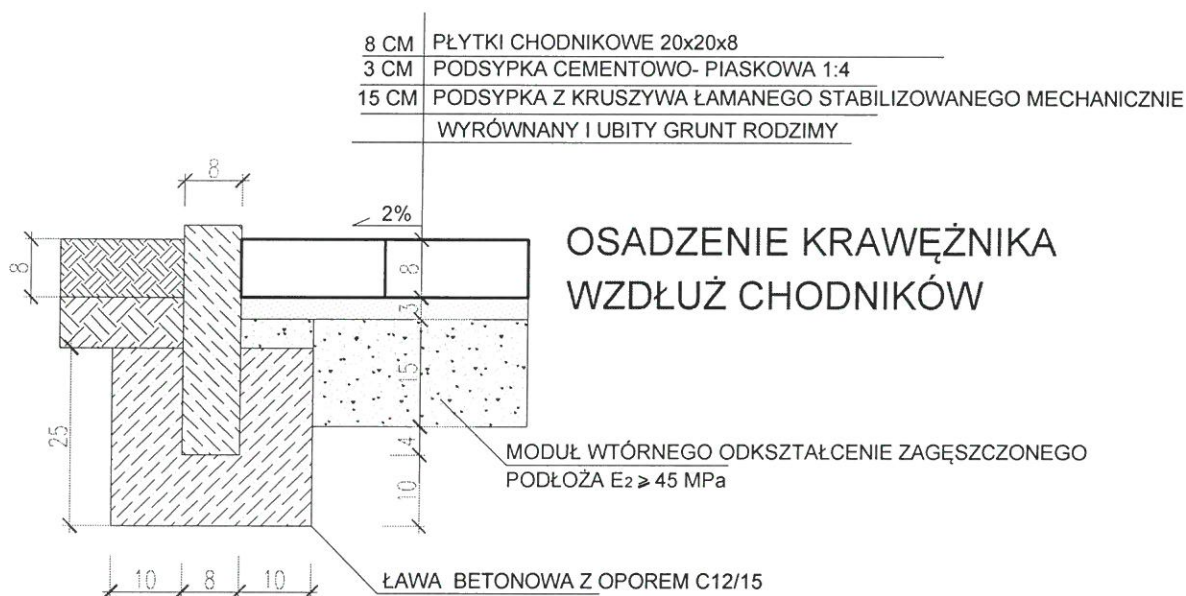 8 CM PŁYTKI CHODNIKOWE 20x20x8
3 CM PODSYPKA CEMENTOWO- PIASKOWA 1:4
15 CM PODSYPKA Z KRUSZYWA ŁAMANEGO STABILIZOWANEGO MECHANICZNIE
WYRÓWNANY I UBITY GRUNT RODZIMY
8
2%
OSADZENIE KRAWĘŻNIKA
WZDŁUŻ CHODNIKÓW
8
8
3
15
25
4
10
MODUŁ WTÓRNEGO ODKSZTAŁCENIE ZAGĘSZCZONEGO
PODŁOŻA E2 ⩾ 45 MPa
10 8 10
ŁAWA BETONOWA Z OPOREM C12/15